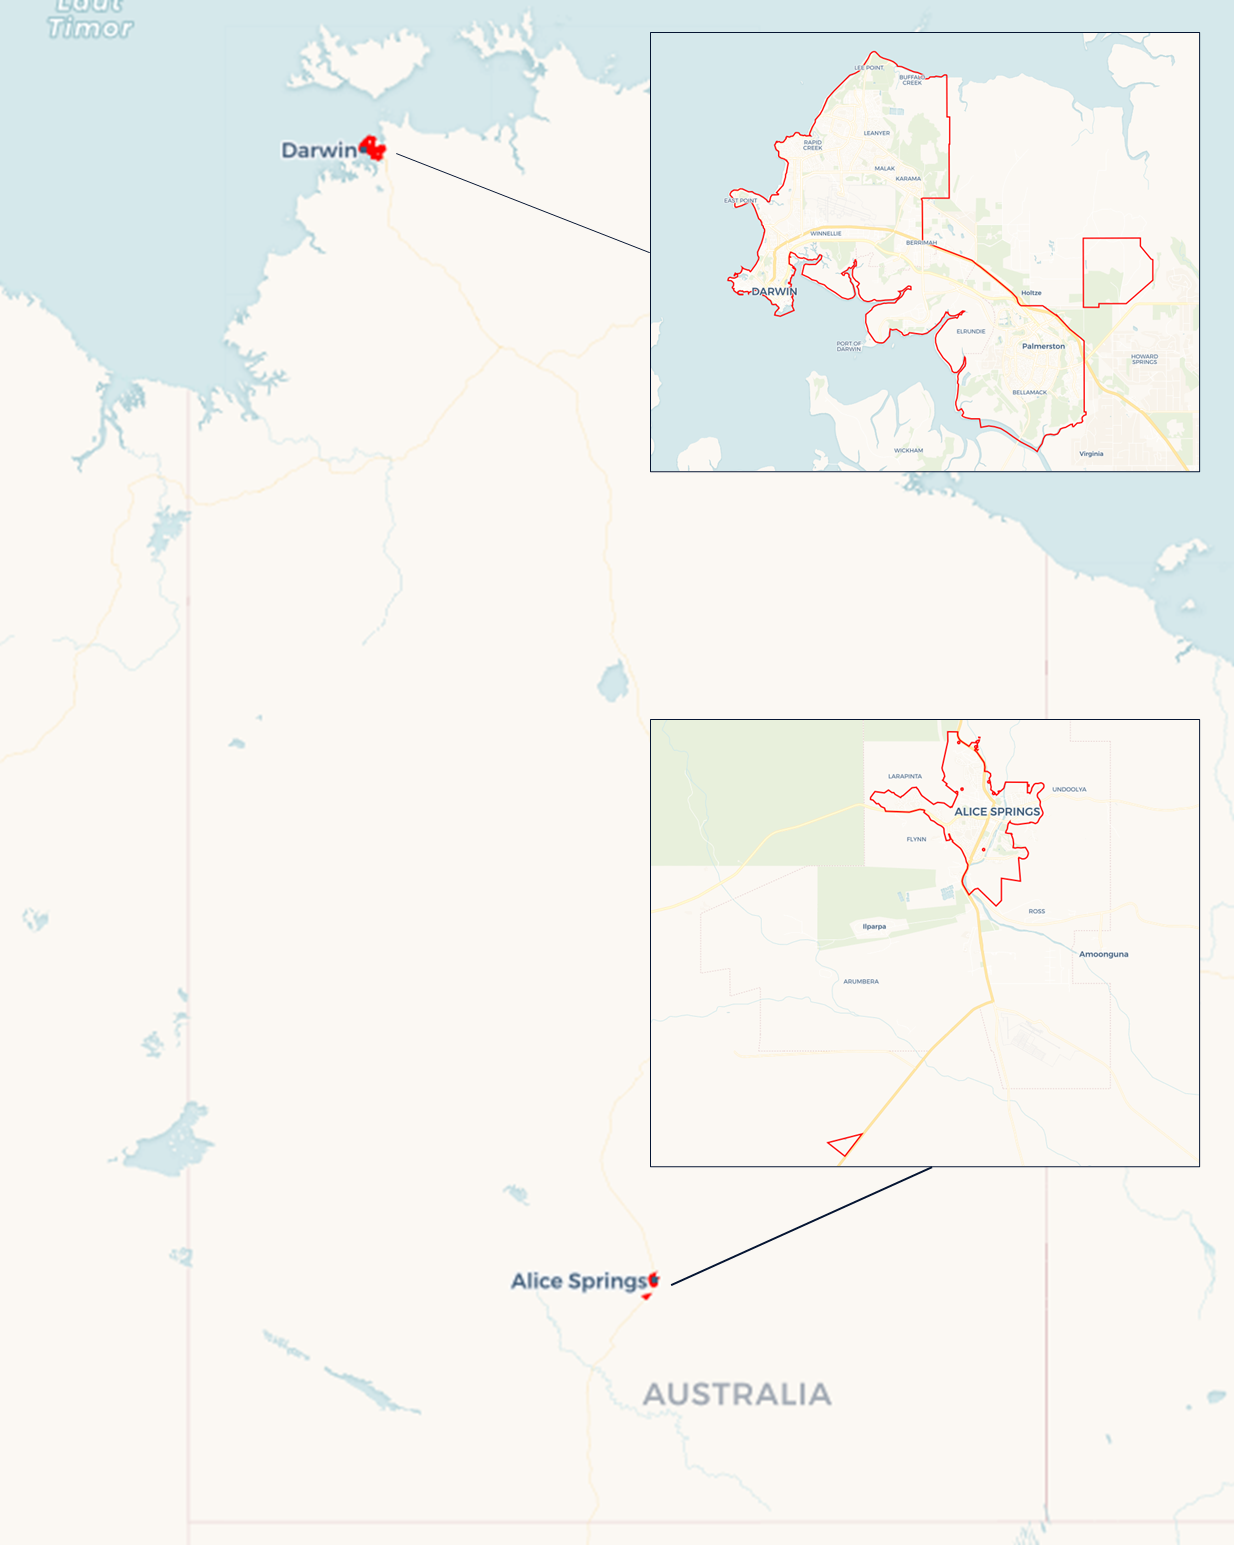 Laut
Timor
Darwin
LEE POINT
BUFFALO
CREEK
LEANYER
RAPID
CREEK
MALAK
KARAMA
EAST POINT
WINNELLIE
BERRIMAH
DARWIN
Holtze
ELRUNDIE
PORT OF
DARWIN
Palmerston
HOWARD
SPRINGS
BELLAMACK
WICKHAM
Virginia
LARAPINTA
UNDOOLYA
ALICE SPRINGS
FLYNN
ROSS
Ilparpa
Amoonguna
ARUMBERA
Alice Springs
AUSTRALIA